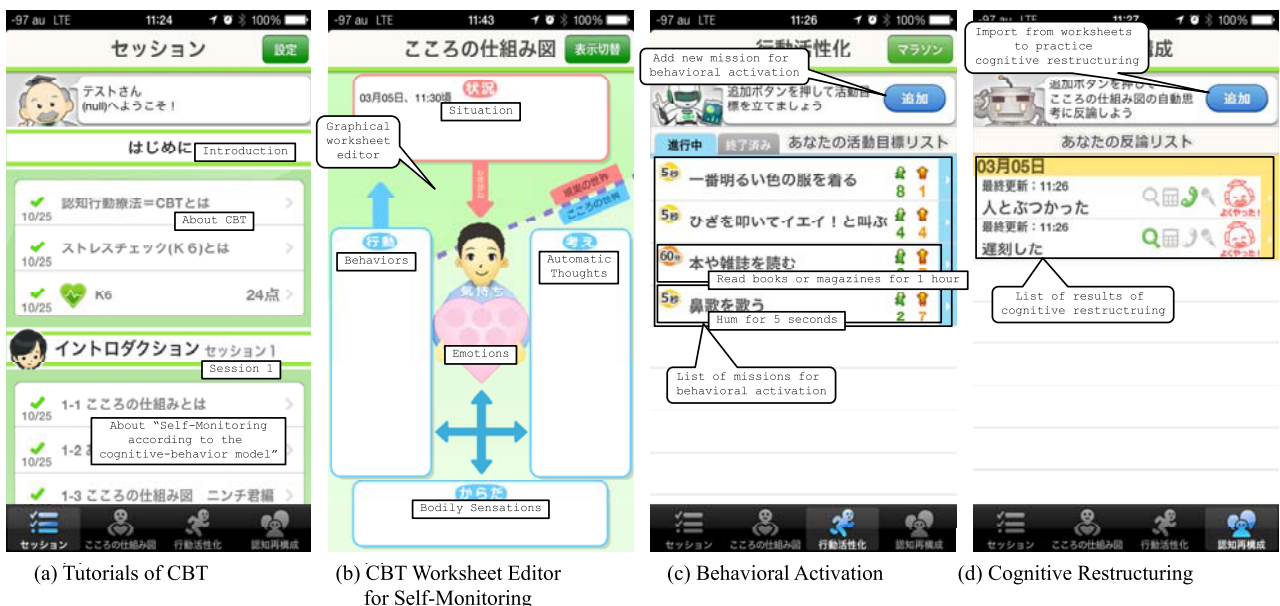 -97 au LTE 11:24 100%
セッション 設定
テストさん
(null)へようこそ!
はじめに Introduction
認知行動療法=CBTとは
10/25 About CBT
ストレスチェック(K6)とは
10/25
K6 24点
10/25
イントロダクション セッション1
Session 1
1-1 こころの仕組みとは
10/25
About “Self-Monitoring
according to the
cognitive-behavior model”
1-2
10/25
1-3 こころの仕組み図 ニンチ君編
セッション こころの仕組み図 行動活性化 認知再構成
(a) Tutorials of CBT
-97 au LTE 11:43 100%
こころの仕組み図 表示切替
状況
03月05日、11:30頃
Situation
Graphical
worksheet
editor
現実の世界
こころの世界
行動
Behaviors
考え
Automatic
Thoughts
気持ち
Emotions
からだ
Bodily Sensations
(b) CBT Worksheet Editor
for Self-Monitoring
-97 au LTE 11:26 100%
行動活性化 マラソン
Add new mission for
behavioral activation
追加ボタンを押して活動目
標を立てましょう
追加
進行中 終了済み あなたの活動目標リスト
5秒 一番明るい色の服を着る 8 1
5秒 ひざを叩いてイエイ!と叫ぶ 4 4
60分 本や雑誌を読む
Read books or magazines for 1 hour
5秒 鼻歌を歌う 2 7
Hum for 5 seconds
List of missions for
behavioral activation
セッション こころの仕組み図 行動活性化 認知再構成
(c) Behavioral Activation
-97 au LTE 11:27 100%
構成
Import from worksheets
to practice
cognitive restructuring
追加ボタンを押して
こころの仕組み図の自動思
考に反論しよう
追加
あなたの反論リスト
03月05日
最終更新:11:26
人とぶつかった よくやった!
最終更新:11:26
遅刻した よくやった!
List of results of
cognitive restructruing
セッション こころの仕組み図 行動活性化 認知再構成
(d) Cognitive Restructuring